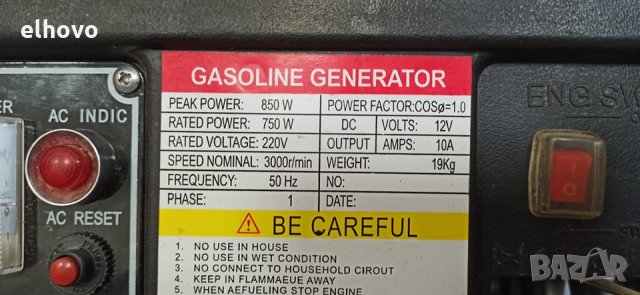 elhovo
GASOLINE GENERATOR
PEAK POWER: 850 W
RATED POWER: 750 W
RATED VOLTAGE: 220V
SPEED NOMINAL: 3000r/min
FREQUENCY: 50 Hz
PHASE: 1
POWER FACTOR:COSø=1.0
DC VOLTS: 12V
OUTPUT AMPS: 10A
WEIGHT: 19Kg
NO:
DATE:
⚠ BE CAREFUL
1. NO USE IN HOUSE
2. NO USE IN WET CONDITION
3. NO CONNECT TO HOUSEHOLD CIROUT
4. KEEP IN FLAMMAEUE AWAY
5. WHEN AEFUELING STOP ENGINE
AC INDIC
AC RESET
ENG SW
BAZAR